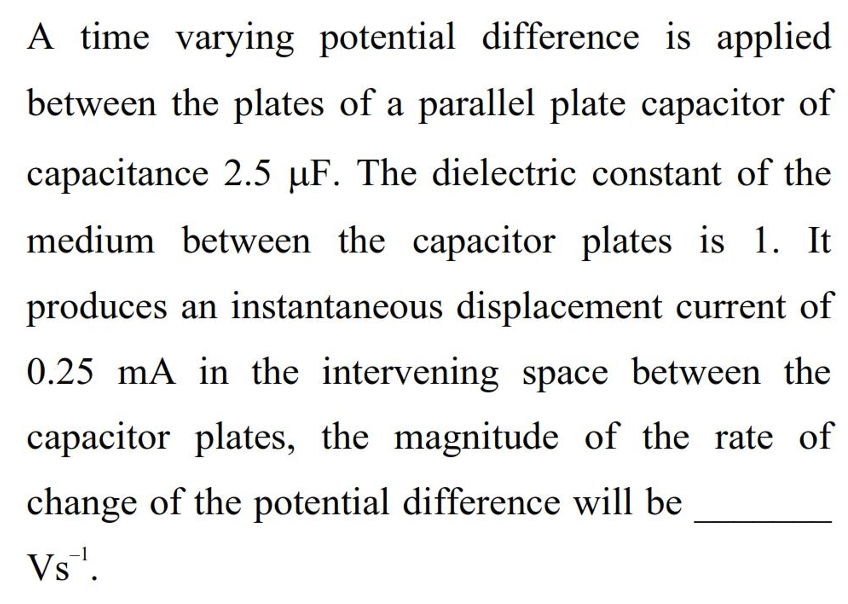 A time varying potential difference is applied
between the plates of a parallel plate capacitor of
capacitance 2.5 μF. The dielectric constant of the
medium between the capacitor plates is 1. It
produces an instantaneous displacement current of
0.25 mA in the intervening space between the
capacitor plates, the magnitude of the rate of
change of the potential difference will be _______
Vs⁻¹.